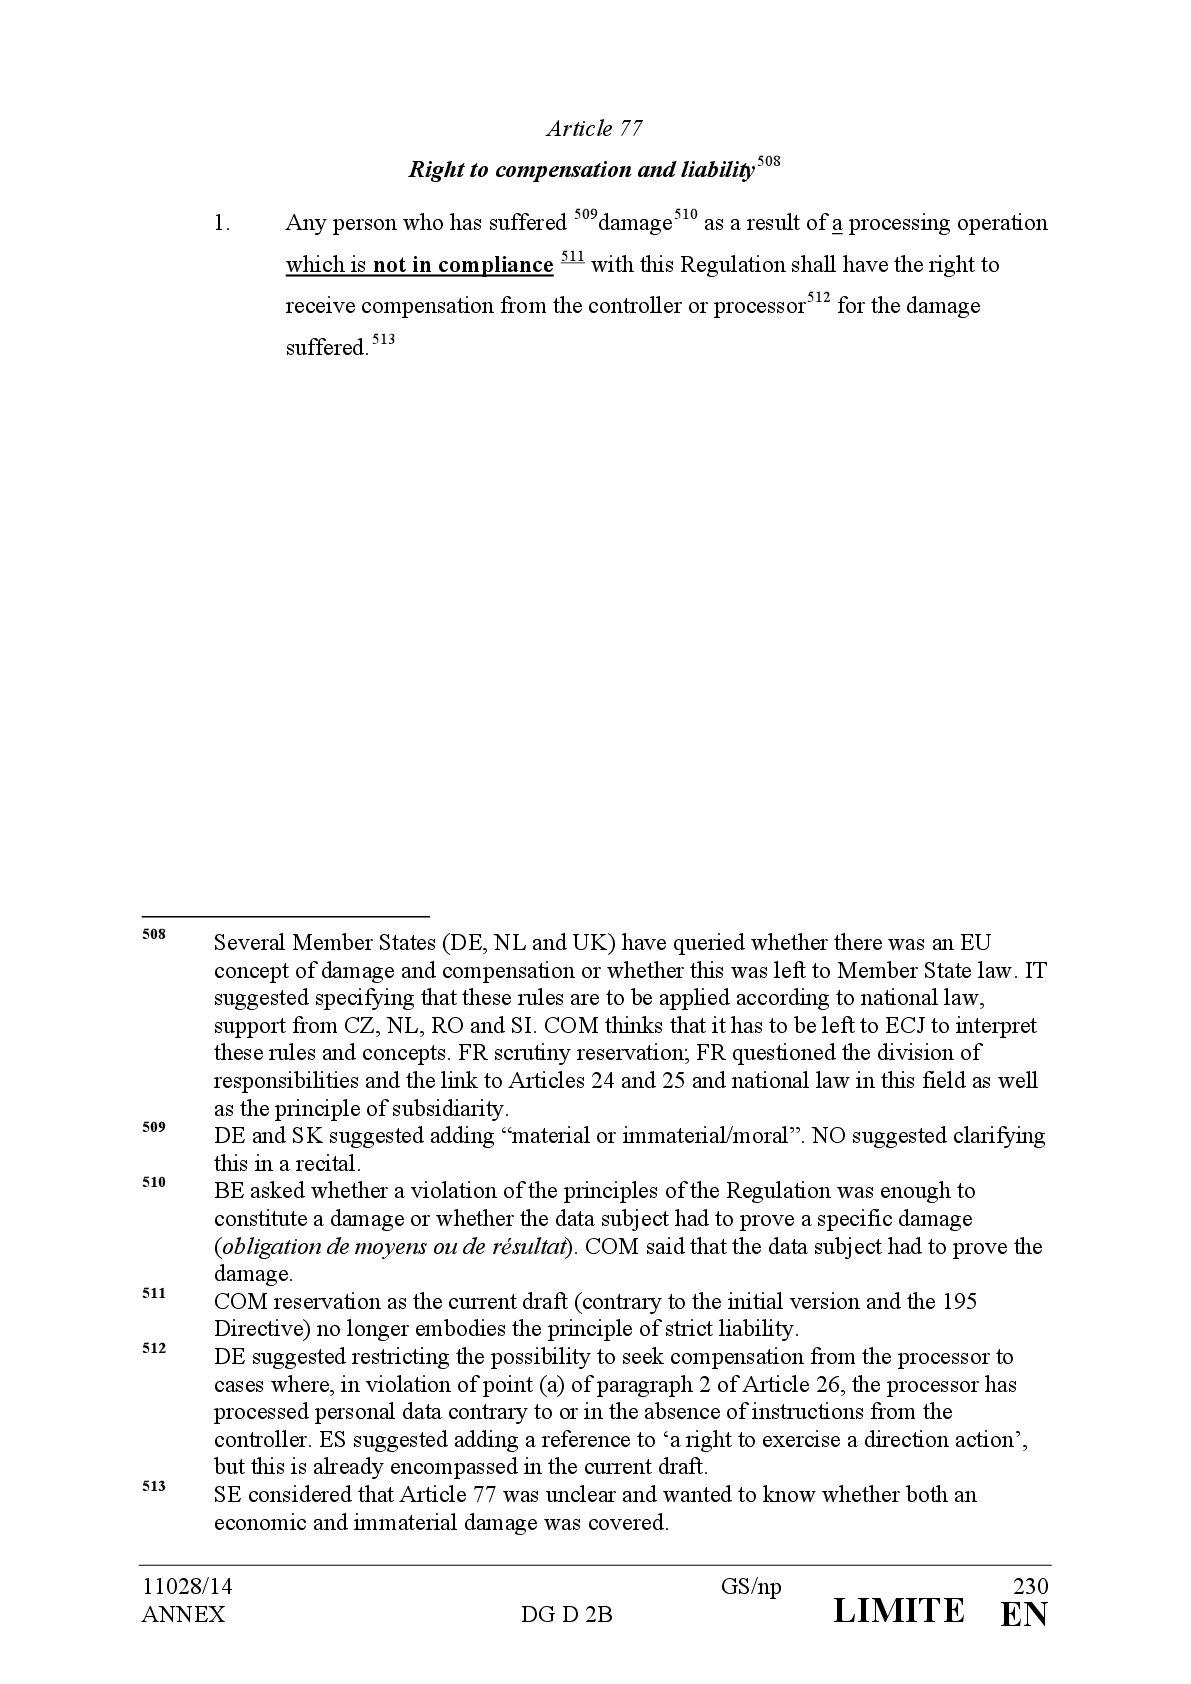 Article 77
Right to compensation and liability508
1. Any person who has suffered 509damage510 as a result of a processing operation
which is not in compliance 511 with this Regulation shall have the right to
receive compensation from the controller or processor512 for the damage
suffered.513
508 Several Member States (DE, NL and UK) have queried whether there was an EU
concept of damage and compensation or whether this was left to Member State law. IT
suggested specifying that these rules are to be applied according to national law,
support from CZ, NL, RO and SI. COM thinks that it has to be left to ECJ to interpret
these rules and concepts. FR scrutiny reservation; FR questioned the division of
responsibilities and the link to Articles 24 and 25 and national law in this field as well
as the principle of subsidiarity.
509 DE and SK suggested adding “material or immaterial/moral”. NO suggested clarifying
this in a recital.
510 BE asked whether a violation of the principles of the Regulation was enough to
constitute a damage or whether the data subject had to prove a specific damage
(obligation de moyens ou de résultat). COM said that the data subject had to prove the
damage.
511 COM reservation as the current draft (contrary to the initial version and the 195
Directive) no longer embodies the principle of strict liability.
512 DE suggested restricting the possibility to seek compensation from the processor to
cases where, in violation of point (a) of paragraph 2 of Article 26, the processor has
processed personal data contrary to or in the absence of instructions from the
controller. ES suggested adding a reference to ‘a right to exercise a direction action’,
but this is already encompassed in the current draft.
513 SE considered that Article 77 was unclear and wanted to know whether both an
economic and immaterial damage was covered.
11028/14 GS/np 230
ANNEX DG D 2B LIMITE EN